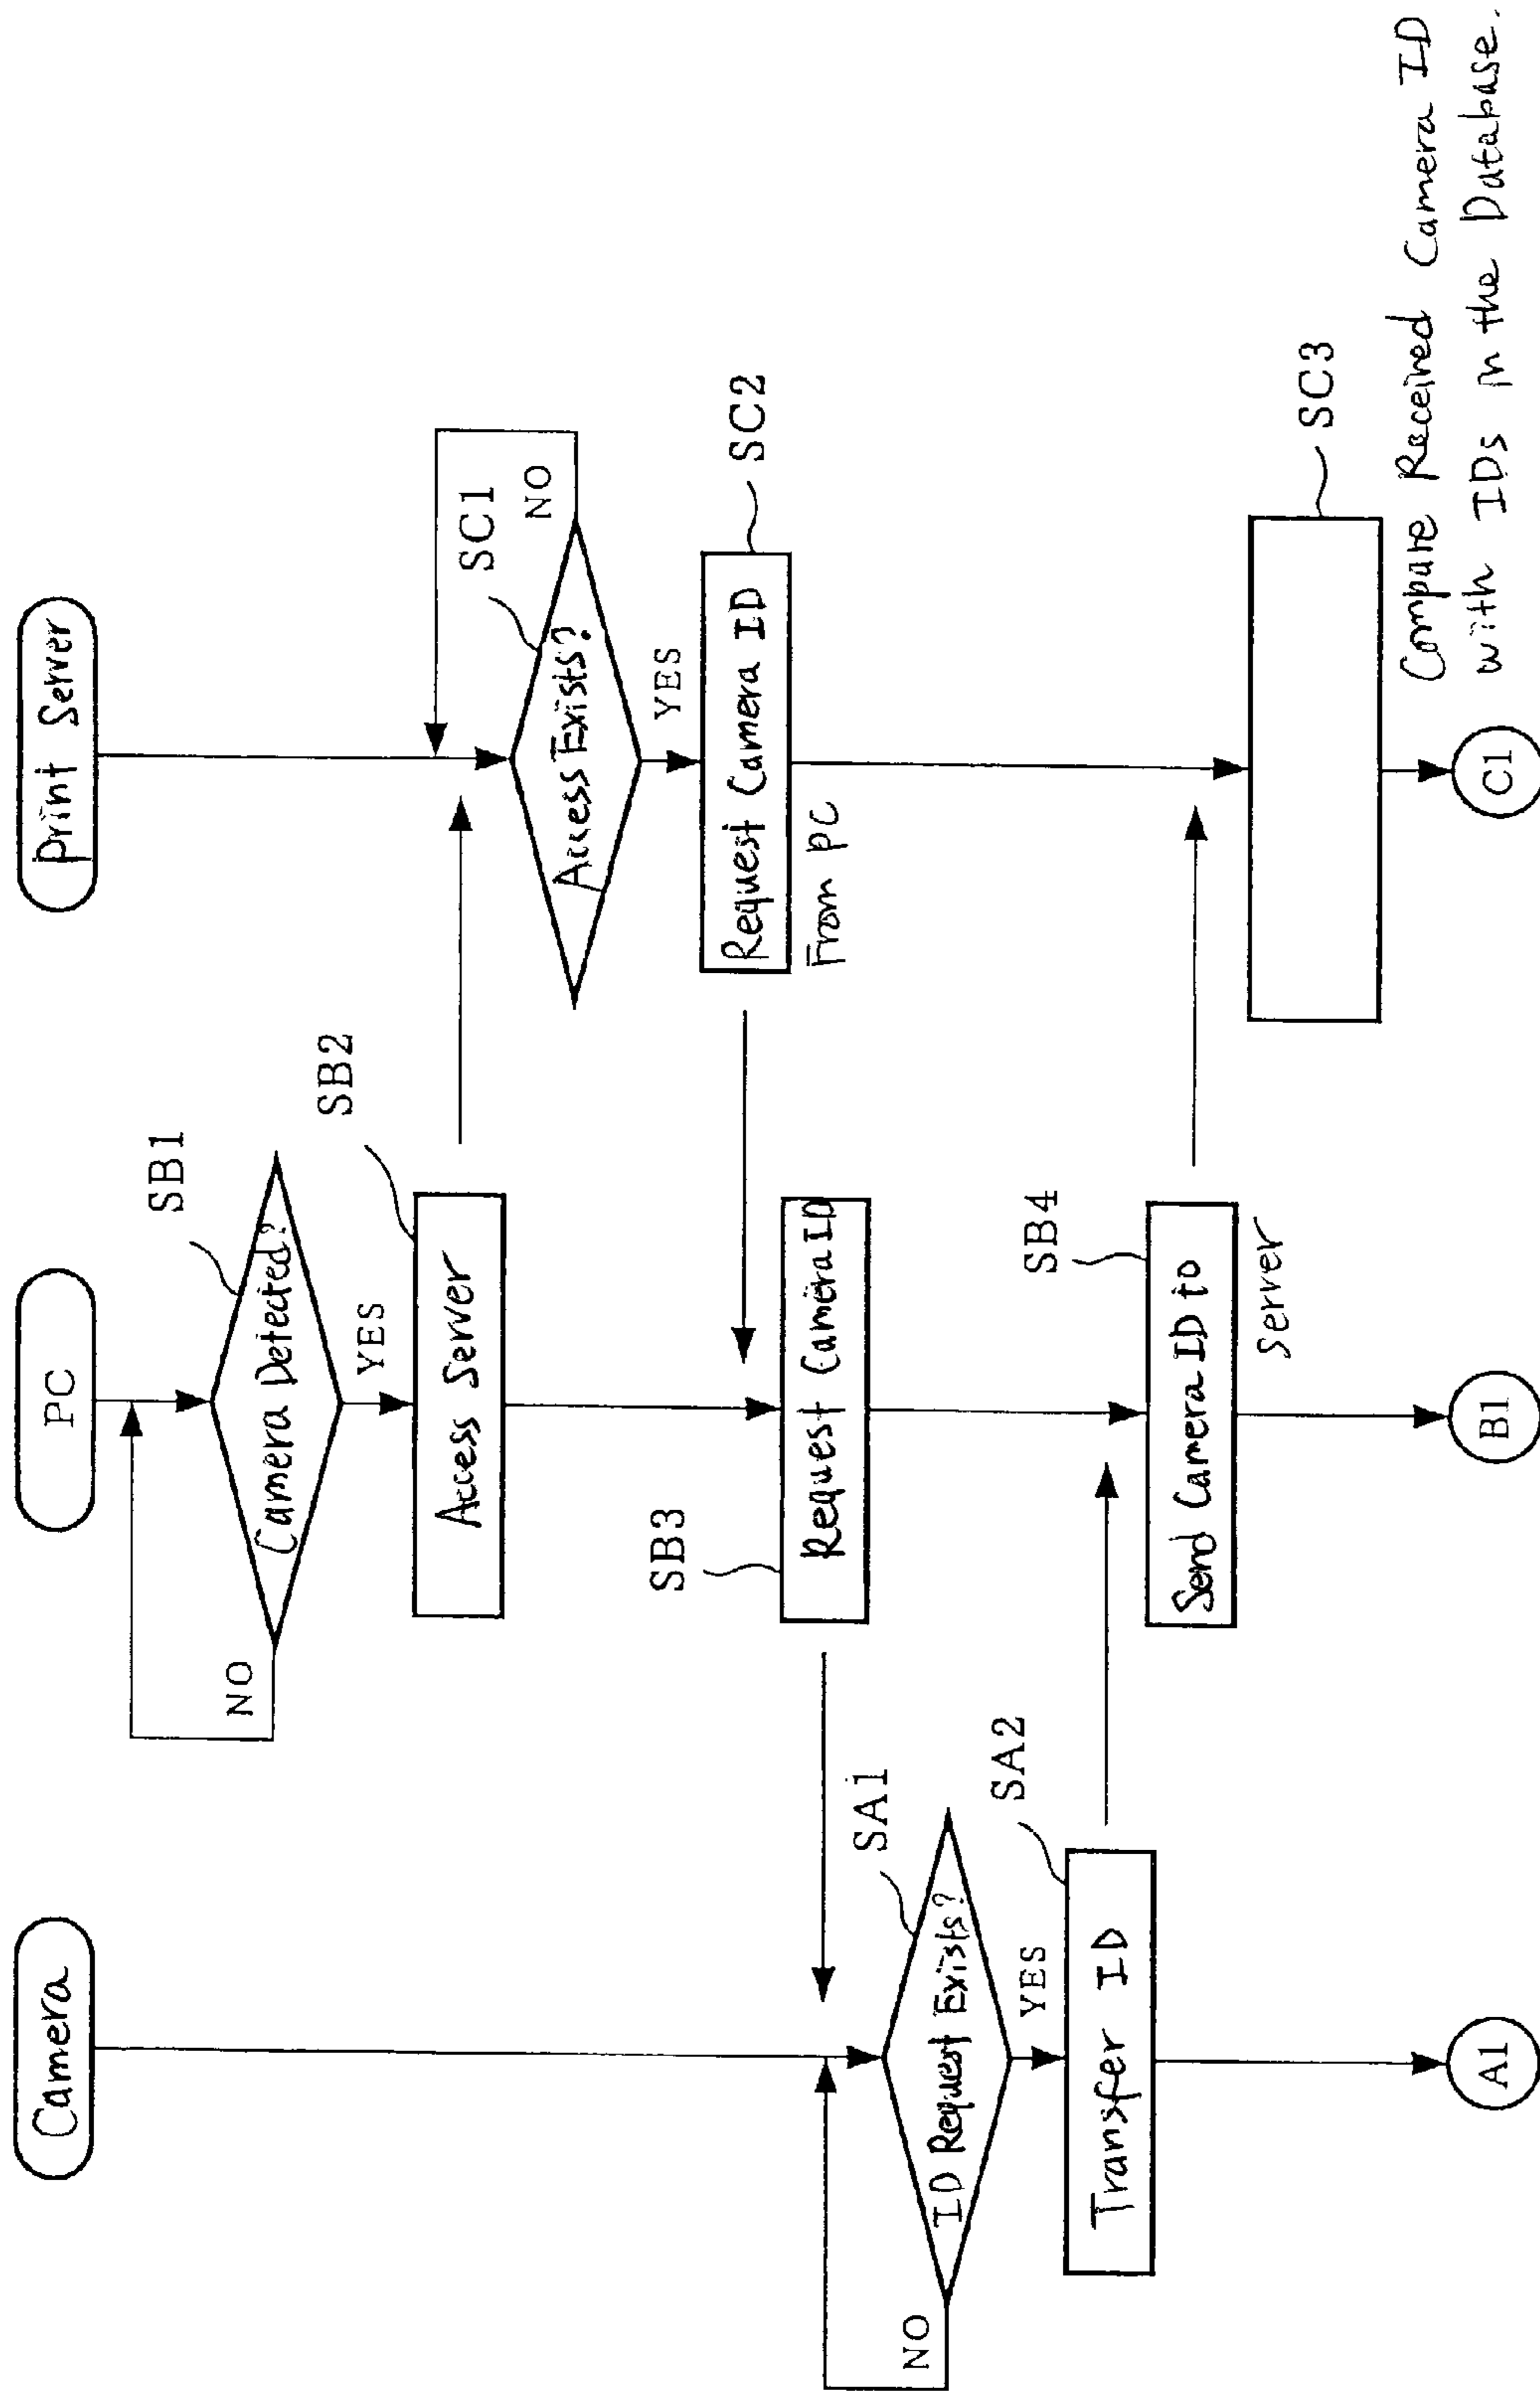 Camera
PC
Print Server
NO
Camera Detected?
SB1
YES
SB2
Access Server
SC1
NO
Access Exists?
YES
SC2
Request Camera ID
From PC
SB3
Request Camera ID
SA1
NO
ID Request Exists?
YES
SA2
Transfer ID
SB4
Send Camera ID to
Server
SC3
Compare Received Camera ID
with IDs in the Database.
A1
B1
C1